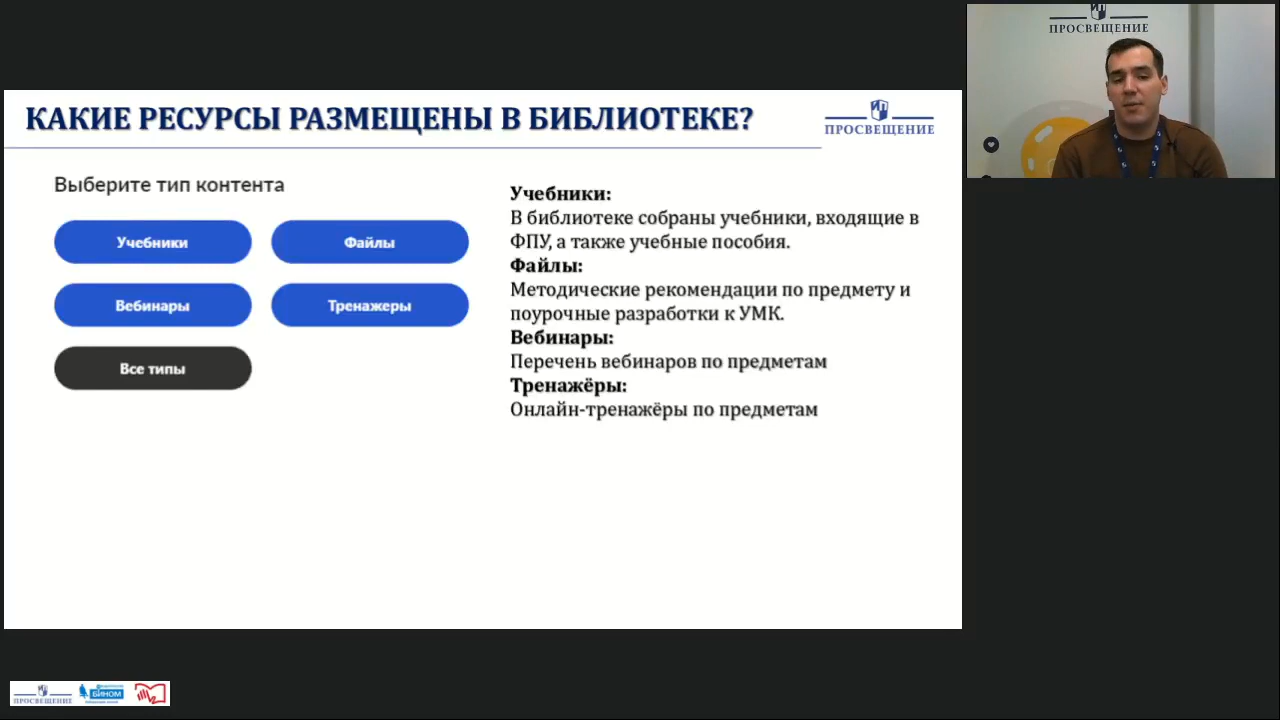 КАКИЕ РЕСУРСЫ РАЗМЕЩЕНЫ В БИБЛИОТЕКЕ?
ПРОСВЕЩЕНИЕ
Выберите тип контента
Учебники
Файлы
Вебинары
Тренажеры
Все типы
Учебники:
В библиотеке собраны учебники, входящие в
ФПУ, а также учебные пособия.
Файлы:
Методические рекомендации по предмету и
поурочные разработки к УМК.
Вебинары:
Перечень вебинаров по предметам
Тренажёры:
Онлайн-тренажёры по предметам
ПРОСВЕЩЕНИЕ
ПРОСВЕЩЕНИЕ
БИНОМ